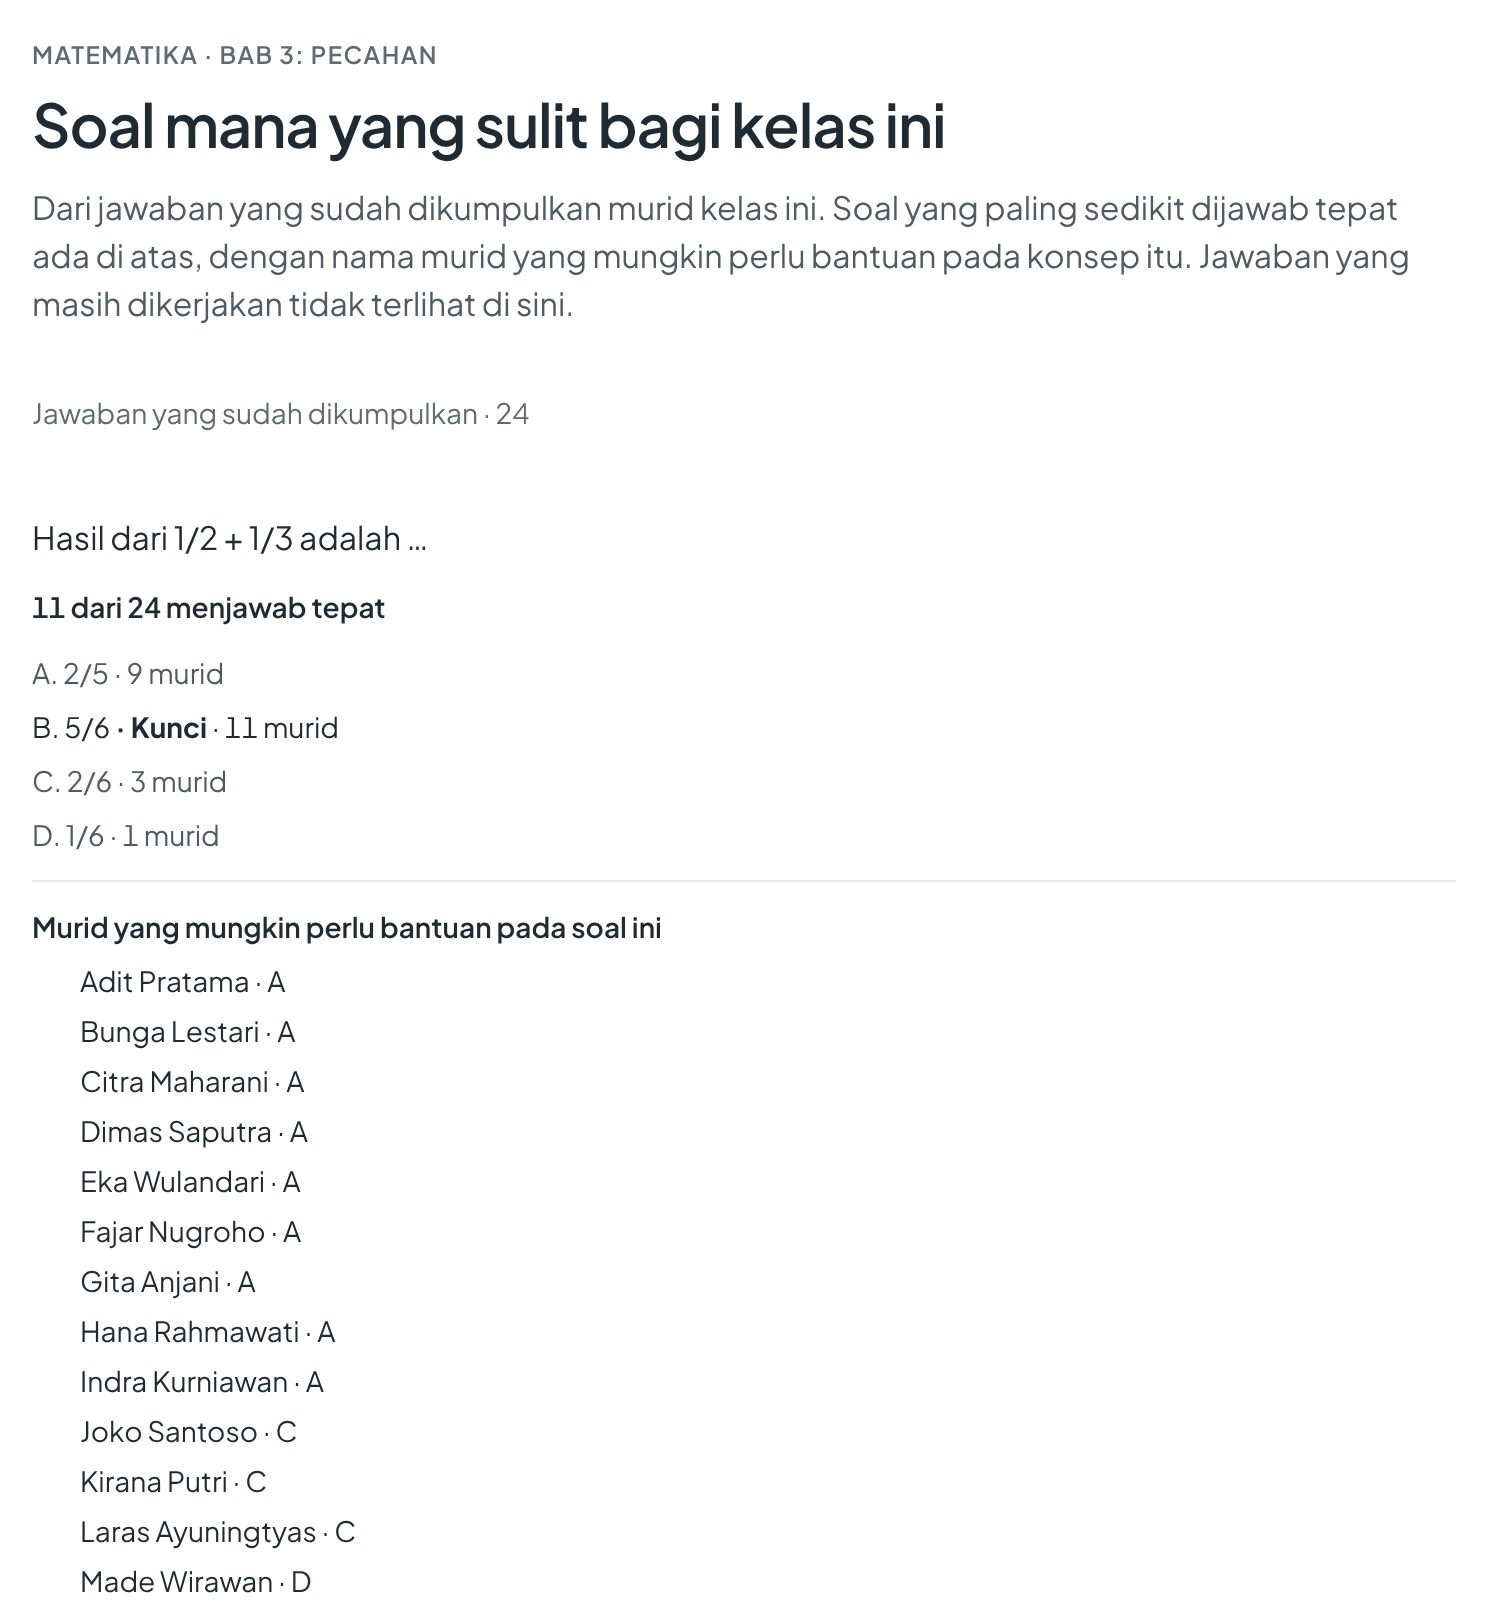 MATEMATIKA · BAB 3: PECAHAN
Soal mana yang sulit bagi kelas ini
Dari jawaban yang sudah dikumpulkan murid kelas ini. Soal yang paling sedikit dijawab tepat
ada di atas, dengan nama murid yang mungkin perlu bantuan pada konsep itu. Jawaban yang
masih dikerjakan tidak terlihat di sini.
Jawaban yang sudah dikumpulkan · 24
Hasil dari 1/2 + 1/3 adalah ...
11 dari 24 menjawab tepat
A. 2/5 · 9 murid
B. 5/6 · Kunci · 11 murid
C. 2/6 · 3 murid
D. 1/6 · 1 murid
Murid yang mungkin perlu bantuan pada soal ini
Adit Pratama · A
Bunga Lestari · A
Citra Maharani · A
Dimas Saputra · A
Eka Wulandari · A
Fajar Nugroho · A
Gita Anjani · A
Hana Rahmawati · A
Indra Kurniawan · A
Joko Santoso · C
Kirana Putri · C
Laras Ayuningtyas · C
Made Wirawan · D